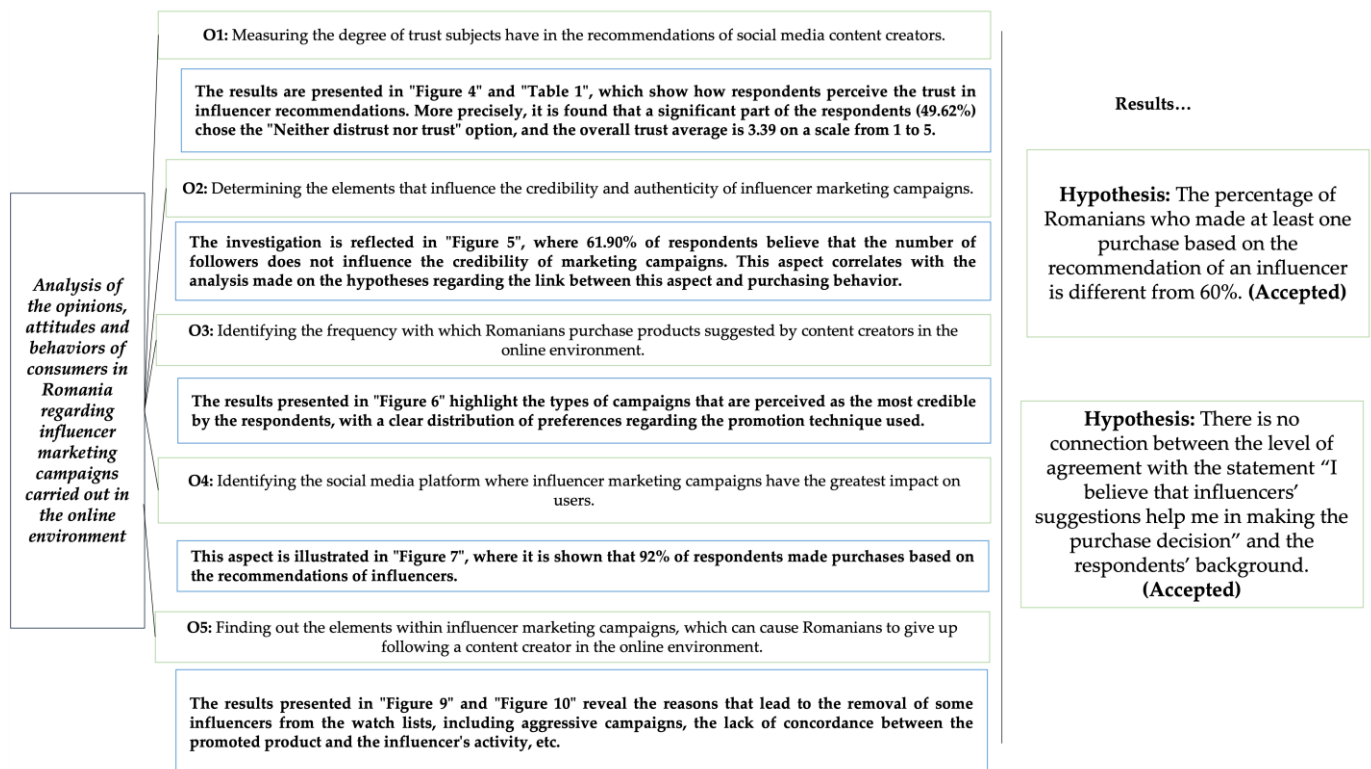 Analysis of
the opinions,
attitudes and
behaviors of
consumers in
Romania
regarding
influencer
marketing
campaigns
carried out in
the online
environment
O1: Measuring the degree of trust subjects have in the recommendations of social media content creators.
The results are presented in "Figure 4" and "Table 1", which show how respondents perceive the trust in
influencer recommendations. More precisely, it is found that a significant part of the respondents (49.62%)
chose the "Neither distrust nor trust" option, and the overall trust average is 3.39 on a scale from 1 to 5.
O2: Determining the elements that influence the credibility and authenticity of influencer marketing campaigns.
The investigation is reflected in "Figure 5", where 61.90% of respondents believe that the number of
followers does not influence the credibility of marketing campaigns. This aspect correlates with the
analysis made on the hypotheses regarding the link between this aspect and purchasing behavior.
O3: Identifying the frequency with which Romanians purchase products suggested by content creators in the
online environment.
The results presented in "Figure 6" highlight the types of campaigns that are perceived as the most credible
by the respondents, with a clear distribution of preferences regarding the promotion technique used.
O4: Identifying the social media platform where influencer marketing campaigns have the greatest impact on
users.
This aspect is illustrated in "Figure 7", where it is shown that 92% of respondents made purchases based on
the recommendations of influencers.
O5: Finding out the elements within influencer marketing campaigns, which can cause Romanians to give up
following a content creator in the online environment.
The results presented in "Figure 9" and "Figure 10" reveal the reasons that lead to the removal of some
influencers from the watch lists, including aggressive campaigns, the lack of concordance between the
promoted product and the influencer's activity, etc.
Results…
Hypothesis: The percentage of
Romanians who made at least one
purchase based on the
recommendation of an influencer
is different from 60%. (Accepted)
Hypothesis: There is no
connection between the level of
agreement with the statement “I
believe that influencers’
suggestions help me in making the
purchase decision” and the
respondents’ background.
(Accepted)